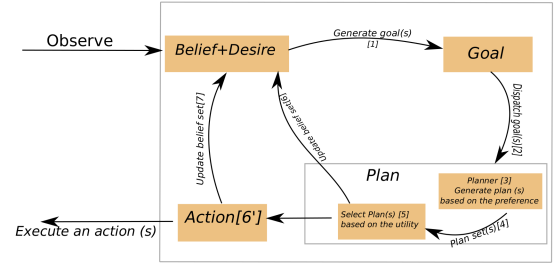 Observe
Belief+Desire
Generate goal(s)
[1]
Goal
Dispatch goal(s)[2]
Update belief set[7]
Update belief set[6]
Plan
Planner [3]
Generate plan (s)
based on the preference
Plan set(s)[4]
Select Plan(s) [5]
based on the utility
Action[6']
Execute an action (s)